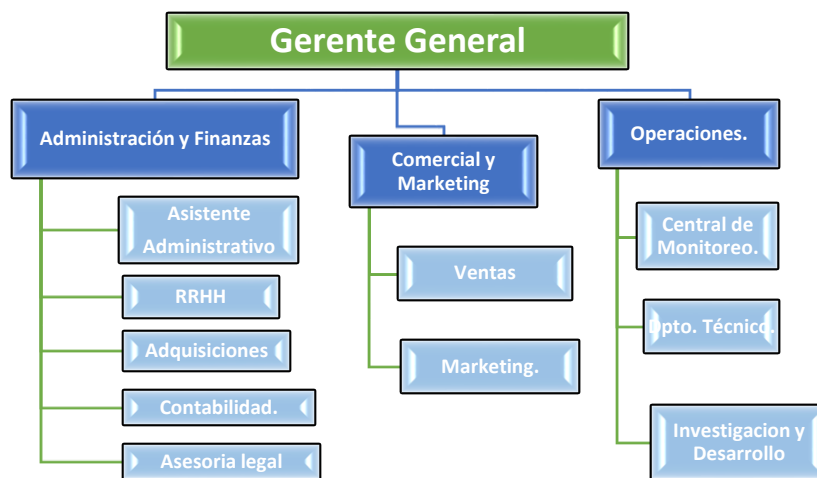 Gerente General
Administración y Finanzas
Asistente
Administrativo
RRHH
Adquisiciones
Contabilidad.
Asesoria legal
Comercial y
Marketing
Ventas
Marketing.
Operaciones.
Central de
Monitoreo.
Dpto. Técnico.
Investigacion y
Desarrollo